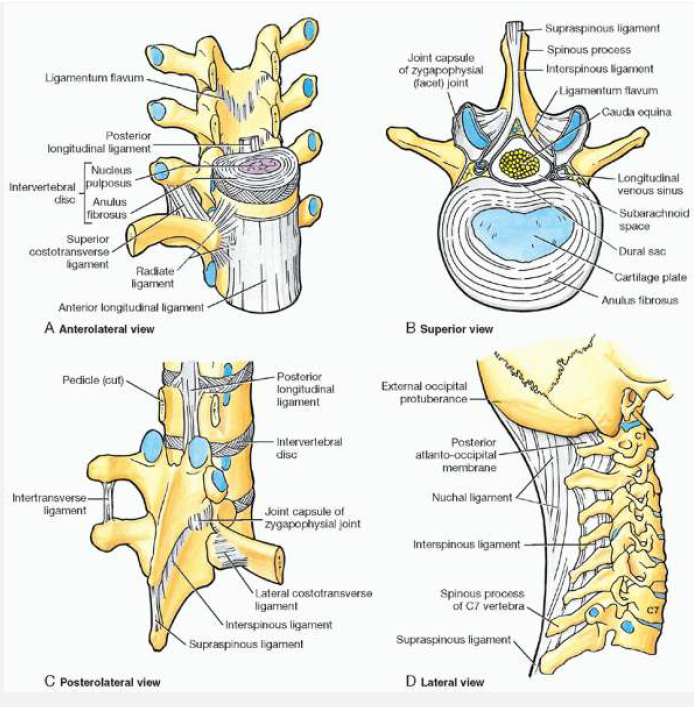 Ligamentum flavum
Posterior
longitudinal ligament
Intervertebral
disc
Nucleus
pulposus
Anulus
fibrosus
Superior
costotransverse
ligament
Radiate
ligament
Anterior longitudinal ligament
A Anterolateral view
Supraspinous ligament
Spinous process
Interspinous ligament
Joint capsule
of zygapophysial
(facet) joint
Ligamentum flavum
Cauda equina
Longitudinal
venous sinus
Subarachnoid
space
Dural sac
Cartilage plate
Anulus fibrosus
B Superior view
Pedicle (cut)
Posterior
longitudinal
ligament
Intervertebral
disc
Intertransverse
ligament
Joint capsule of
zygapophysial joint
Lateral costotransverse
ligament
Interspinous ligament
Supraspinous ligament
C Posterolateral view
External occipital
protuberance
Posterior
atlanto-occipital
membrane
C1
Nuchal ligament
Interspinous ligament
Spinous process
of C7 vertebra
C7
Supraspinous ligament
D Lateral view